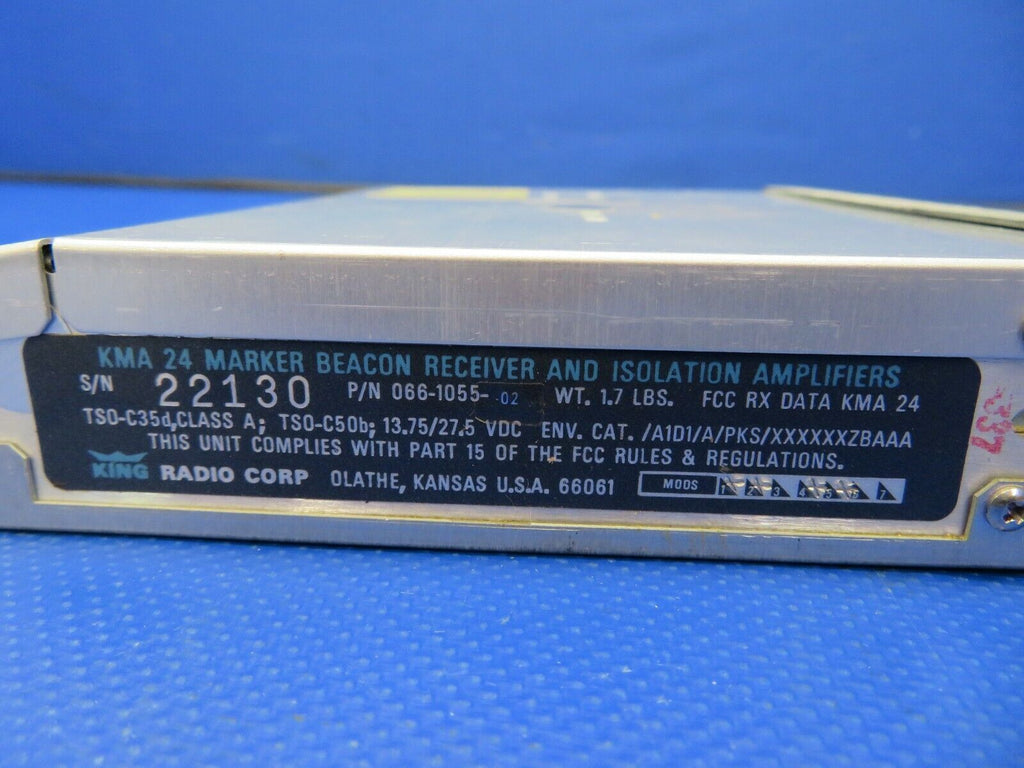 KMA 24 MARKER BEACON RECEIVER AND ISOLATION AMPLIFIERS
S/N 22130 P/N 066-1055- 02 WT. 1.7 LBS. FCC RX DATA KMA 24
TSO-C35d,CLASS A; TSO-C50b; 13.75/27.5 VDC ENV. CAT. /A1D1/A/PKS/XXXXXXZBAAA
THIS UNIT COMPLIES WITH PART 15 OF THE FCC RULES & REGULATIONS.
KING RADIO CORP OLATHE, KANSAS U.S.A. 66061 MODS 1 2 3 4 5 6 7